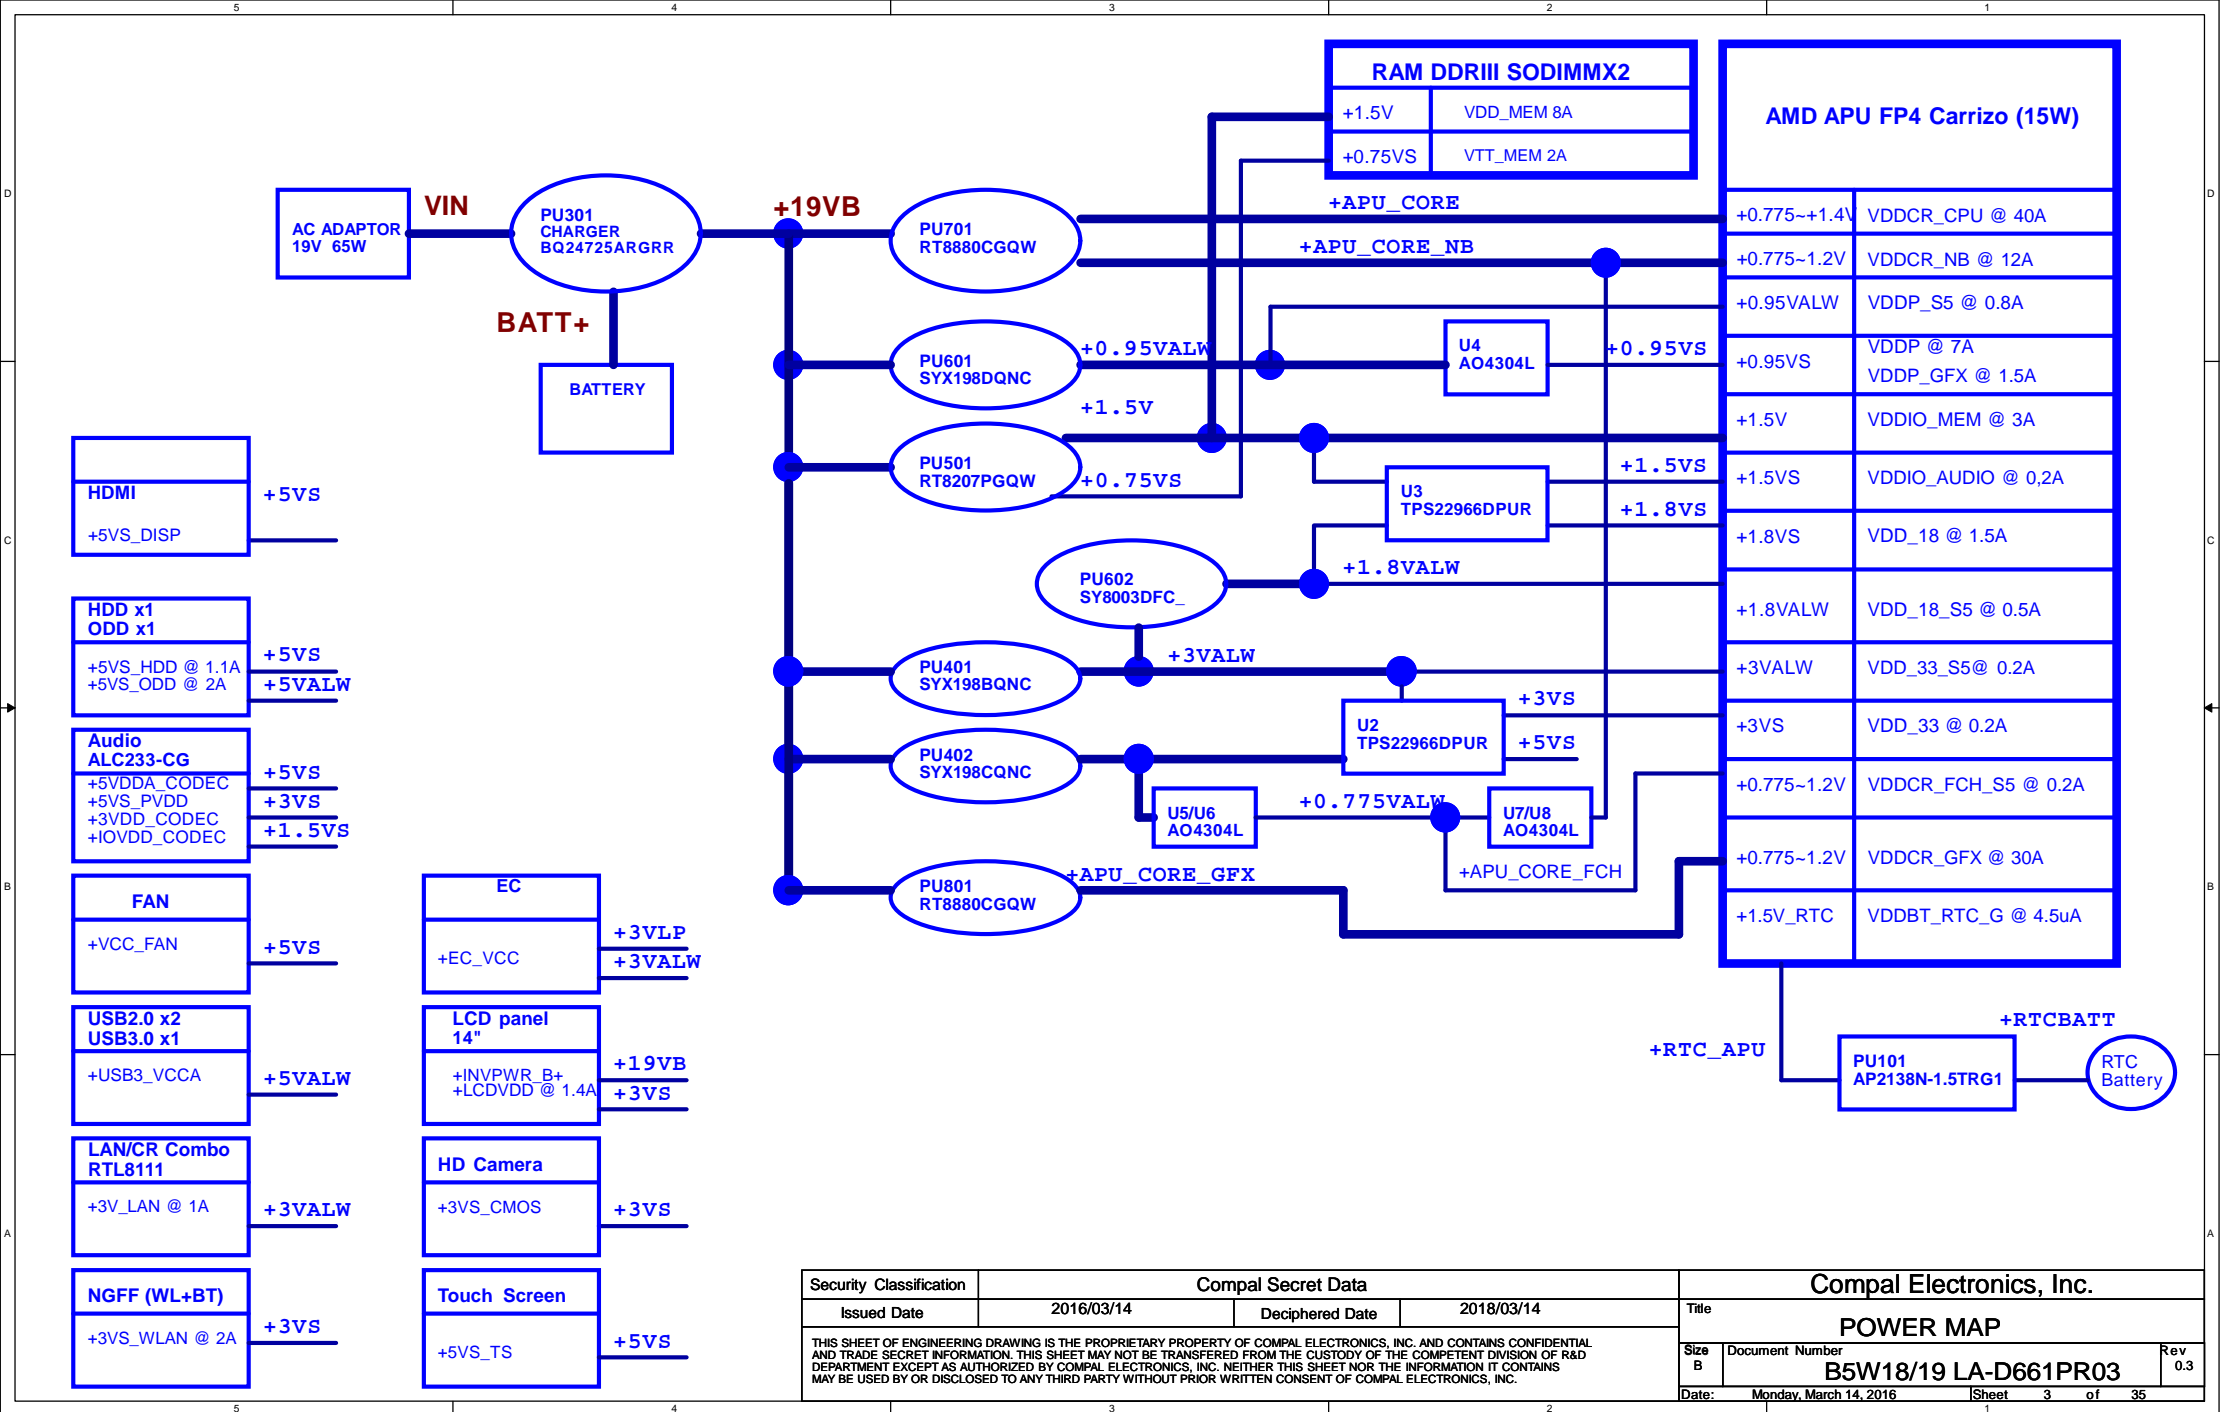 5 4 3 2 1
D
C
B
A
D
C
B
A
RAM DDRIII SODIMMX2
+1.5V VDD_MEM 8A
+0.75VS VTT_MEM 2A
AMD APU FP4 Carrizo (15W)
+0.775~+1.4V VDDCR_CPU @ 40A
+0.775~1.2V VDDCR_NB @ 12A
+0.95VALW VDDP_S5 @ 0.8A
+0.95VS VDDP @ 7A
VDDP_GFX @ 1.5A
+1.5V VDDIO_MEM @ 3A
+1.5VS VDDIO_AUDIO @ 0,2A
+1.8VS VDD_18 @ 1.5A
+1.8VALW VDD_18_S5 @ 0.5A
+3VALW VDD_33_S5@ 0.2A
+3VS VDD_33 @ 0.2A
+0.775~1.2V VDDCR_FCH_S5 @ 0.2A
+0.775~1.2V VDDCR_GFX @ 30A
+1.5V_RTC VDDBT_RTC_G @ 4.5uA
AC ADAPTOR
19V 65W
VIN
PU301
CHARGER
BQ24725ARGRR
BATT+
BATTERY
+19VB
PU701
RT8880CGQW
+APU_CORE
+APU_CORE_NB
PU601
SYX198DQNC
+0.95VALW
U4
AO4304L
+0.95VS
+1.5V
PU501
RT8207PGQW
+0.75VS
U3
TPS22966DPUR
+1.5VS
+1.8VS
PU602
SY8003DFC_
+1.8VALW
PU401
SYX198BQNC
+3VALW
U2
TPS22966DPUR
+3VS
+5VS
PU402
SYX198CQNC
U5/U6
AO4304L
+0.775VALW
U7/U8
AO4304L
+APU_CORE_FCH
PU801
RT8880CGQW
+APU_CORE_GFX
+RTC_APU
PU101
AP2138N-1.5TRG1
+RTCBATT
RTC
Battery
HDMI
+5VS_DISP
+5VS
HDD x1
ODD x1
+5VS_HDD @ 1.1A
+5VS_ODD @ 2A
+5VS
+5VALW
Audio
ALC233-CG
+5VDDA_CODEC
+5VS_PVDD
+3VDD_CODEC
+IOVDD_CODEC
+5VS
+3VS
+1.5VS
FAN
+VCC_FAN
+5VS
USB2.0 x2
USB3.0 x1
+USB3_VCCA
+5VALW
LAN/CR Combo
RTL8111
+3V_LAN @ 1A
+3VALW
NGFF (WL+BT)
+3VS_WLAN @ 2A
+3VS
EC
+EC_VCC
+3VLP
+3VALW
LCD panel
14"
+INVPWR_B+
+LCDVDD @ 1.4A
+19VB
+3VS
HD Camera
+3VS_CMOS
+3VS
Touch Screen
+5VS_TS
+5VS
Security Classification Compal Secret Data
Issued Date 2016/03/14 Deciphered Date 2018/03/14
THIS SHEET OF ENGINEERING DRAWING IS THE PROPRIETARY PROPERTY OF COMPAL ELECTRONICS, INC. AND CONTAINS CONFIDENTIAL
AND TRADE SECRET INFORMATION. THIS SHEET MAY NOT BE TRANSFERED FROM THE CUSTODY OF THE COMPETENT DIVISION OF R&D
DEPARTMENT EXCEPT AS AUTHORIZED BY COMPAL ELECTRONICS, INC. NEITHER THIS SHEET NOR THE INFORMATION IT CONTAINS
MAY BE USED BY OR DISCLOSED TO ANY THIRD PARTY WITHOUT PRIOR WRITTEN CONSENT OF COMPAL ELECTRONICS, INC.
Compal Electronics, Inc.
Title
POWER MAP
Size Document Number Rev
B B5W18/19 LA-D661PR03 0.3
Date: Monday, March 14, 2016 Sheet 3 of 35
5 4 3 2 1